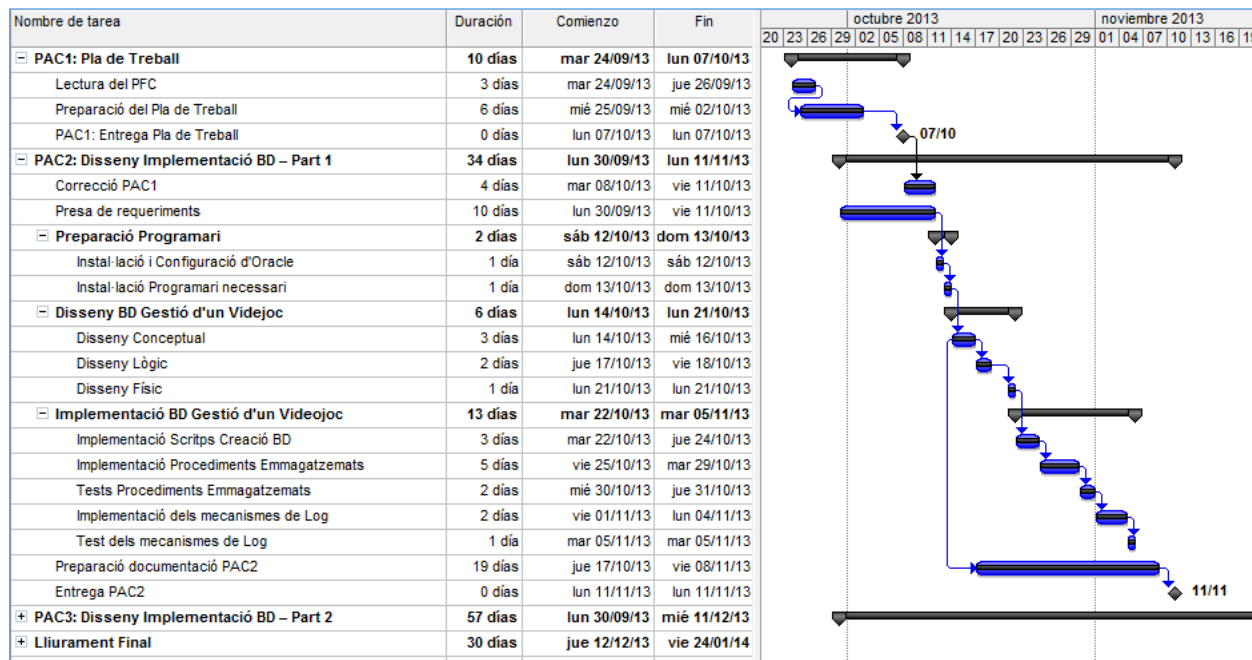 Nombre de tarea Duración Comienzo Fin octubre 2013 noviembre 2013
20 23 26 29 02 05 08 11 14 17 20 23 26 29 01 04 07 10 13 16
PAC1: Pla de Treball 10 días mar 24/09/13 lun 07/10/13
Lectura del PFC 3 días mar 24/09/13 jue 26/09/13
Preparació del Pla de Treball 6 días mié 25/09/13 mié 02/10/13
PAC1: Entrega Pla de Treball 0 días lun 07/10/13 lun 07/10/13 07/10
PAC2: Disseny Implementació BD – Part 1 34 días lun 30/09/13 lun 11/11/13
Correcció PAC1 4 días mar 08/10/13 vie 11/10/13
Presa de requeriments 10 días lun 30/09/13 vie 11/10/13
Preparació Programari 2 días sáb 12/10/13 dom 13/10/13
Instal·lació i Configuració d'Oracle 1 día sáb 12/10/13 sáb 12/10/13
Instal·lació Programari necessari 1 día dom 13/10/13 dom 13/10/13
Disseny BD Gestió d'un Videjoc 6 días lun 14/10/13 lun 21/10/13
Disseny Conceptual 3 días lun 14/10/13 mié 16/10/13
Disseny Lògic 2 días jue 17/10/13 vie 18/10/13
Disseny Físic 1 día lun 21/10/13 lun 21/10/13
Implementació BD Gestió d'un Videojoc 13 días mar 22/10/13 mar 05/11/13
Implementació Scritps Creació BD 3 días mar 22/10/13 jue 24/10/13
Implementació Procediments Emmagatzemats 5 días vie 25/10/13 mar 29/10/13
Tests Procediments Emmagatzemats 2 días mié 30/10/13 jue 31/10/13
Implementació dels mecanismes de Log 2 días vie 01/11/13 lun 04/11/13
Test dels mecanismes de Log 1 día mar 05/11/13 mar 05/11/13
Preparació documentació PAC2 19 días jue 17/10/13 vie 08/11/13
Entrega PAC2 0 días lun 11/11/13 lun 11/11/13 11/11
PAC3: Disseny Implementació BD – Part 2 57 días lun 30/09/13 mié 11/12/13
Lliurament Final 30 días jue 12/12/13 vie 24/01/14